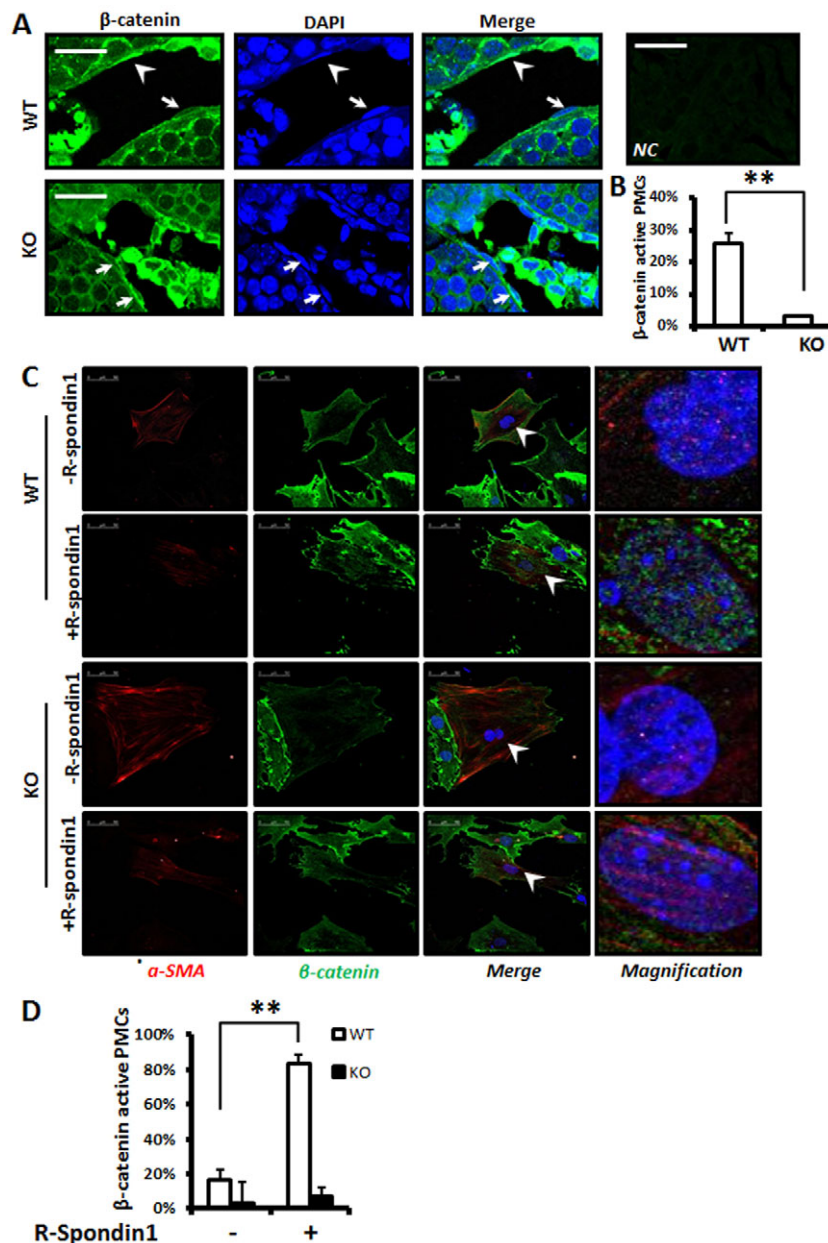 A
β-catenin
DAPI
Merge
WT
KO
NC
B
**
β-catenin active PMCs
40%
30%
20%
10%
0%
WT
KO
C
WT
-R-spondin1
+R-spondin1
KO
-R-spondin1
+R-spondin1
α-SMA
β-catenin
Merge
Magnification
D
**
β-catenin active PMCs
100%
80%
60%
40%
20%
0%
WT
KO
R-Spondin1
-
+